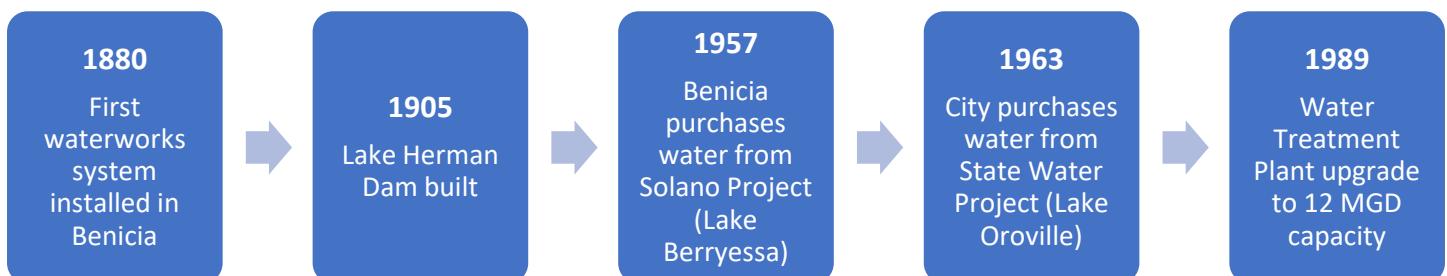 1880
First
waterworks
system
installed in
Benicia
1905
Lake Herman
Dam built
1957
Benicia
purchases
water from
Solano Project
(Lake
Berryessa)
1963
City purchases
water from
State Water
Project (Lake
Oroville)
1989
Water
Treatment
Plant upgrade
to 12 MGD
capacity